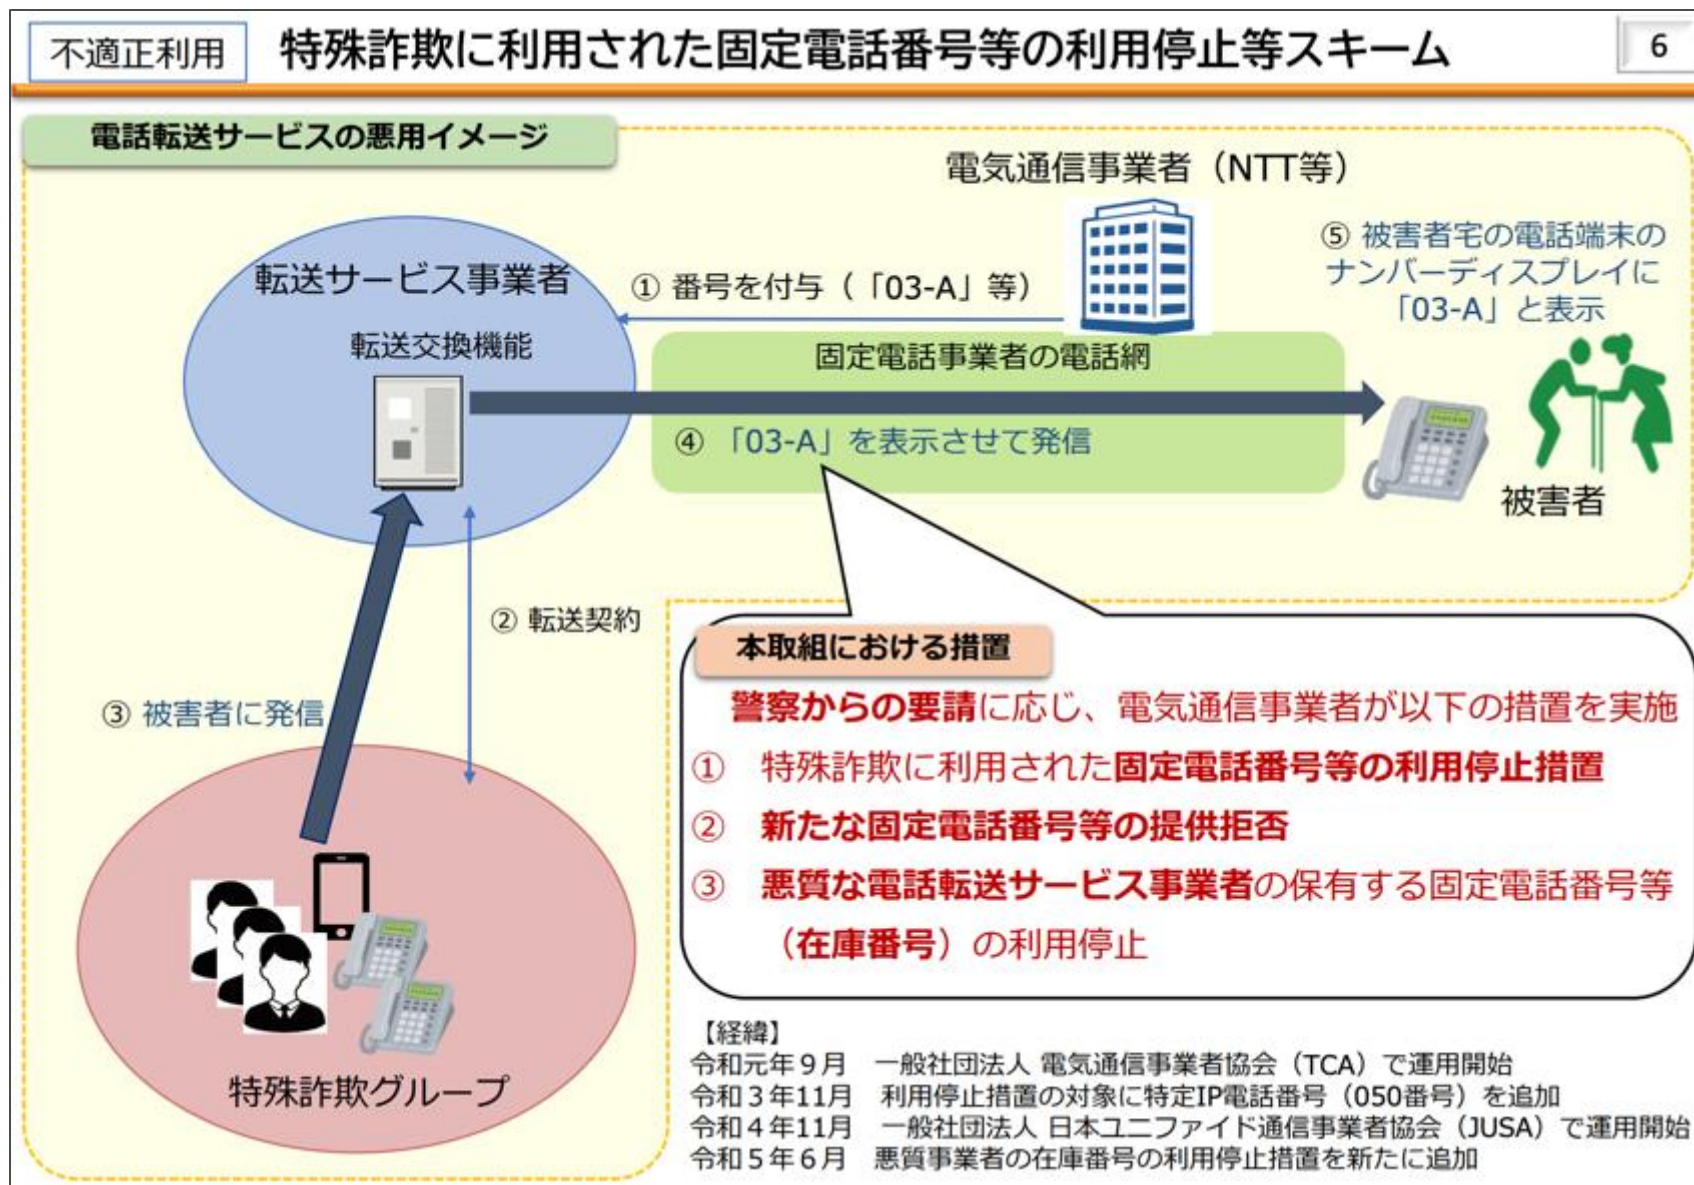 不適正利用
特殊詐欺に利用された固定電話番号等の利用停止等スキーム
6
電話転送サービスの悪用イメージ
電気通信事業者（NTT等）
転送サービス事業者
転送交換機能
① 番号を付与（「03-A」等）
⑤ 被害者宅の電話端末の
ナンバーディスプレイに
「03-A」と表示
固定電話事業者の電話網
④ 「03-A」を表示させて発信
被害者
② 転送契約
③ 被害者に発信
特殊詐欺グループ
本取組における措置
警察からの要請に応じ、電気通信事業者が以下の措置を実施
① 特殊詐欺に利用された固定電話番号等の利用停止措置
② 新たな固定電話番号等の提供拒否
③ 悪質な電話転送サービス事業者の保有する固定電話番号等
（在庫番号）の利用停止
【経緯】
令和元年９月　一般社団法人 電気通信事業者協会（TCA）で運用開始
令和３年11月　利用停止措置の対象に特定IP電話番号（050番号）を追加
令和４年11月　一般社団法人 日本ユニファイド通信事業者協会（JUSA）で運用開始
令和５年６月　悪質事業者の在庫番号の利用停止措置を新たに追加